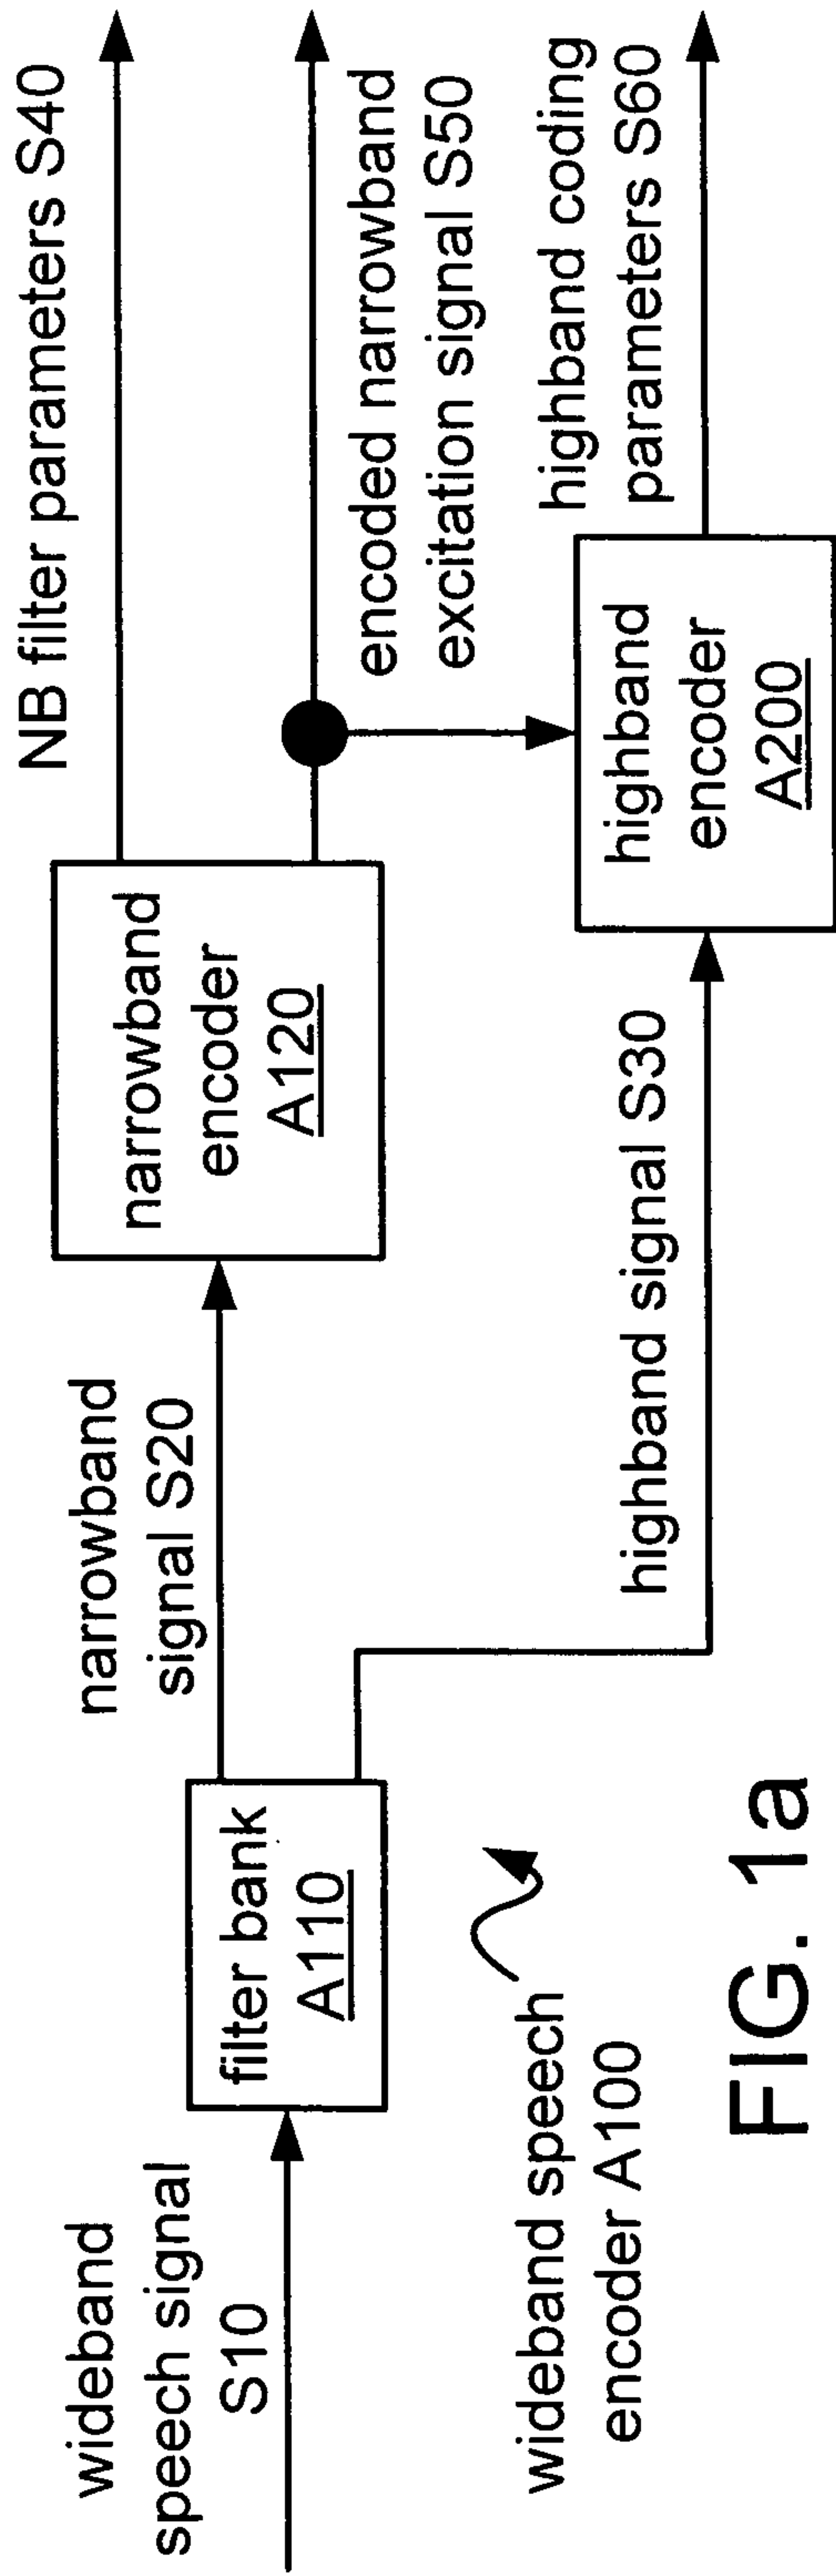 wideband
speech signal
S10
filter bank
A110
narrowband
signal S20
narrowband
encoder
A120
NB filter parameters S40
encoded narrowband
excitation signal S50
highband signal S30
highband
encoder
A200
highband coding
parameters S60
wideband speech
encoder A100
FIG. 1a